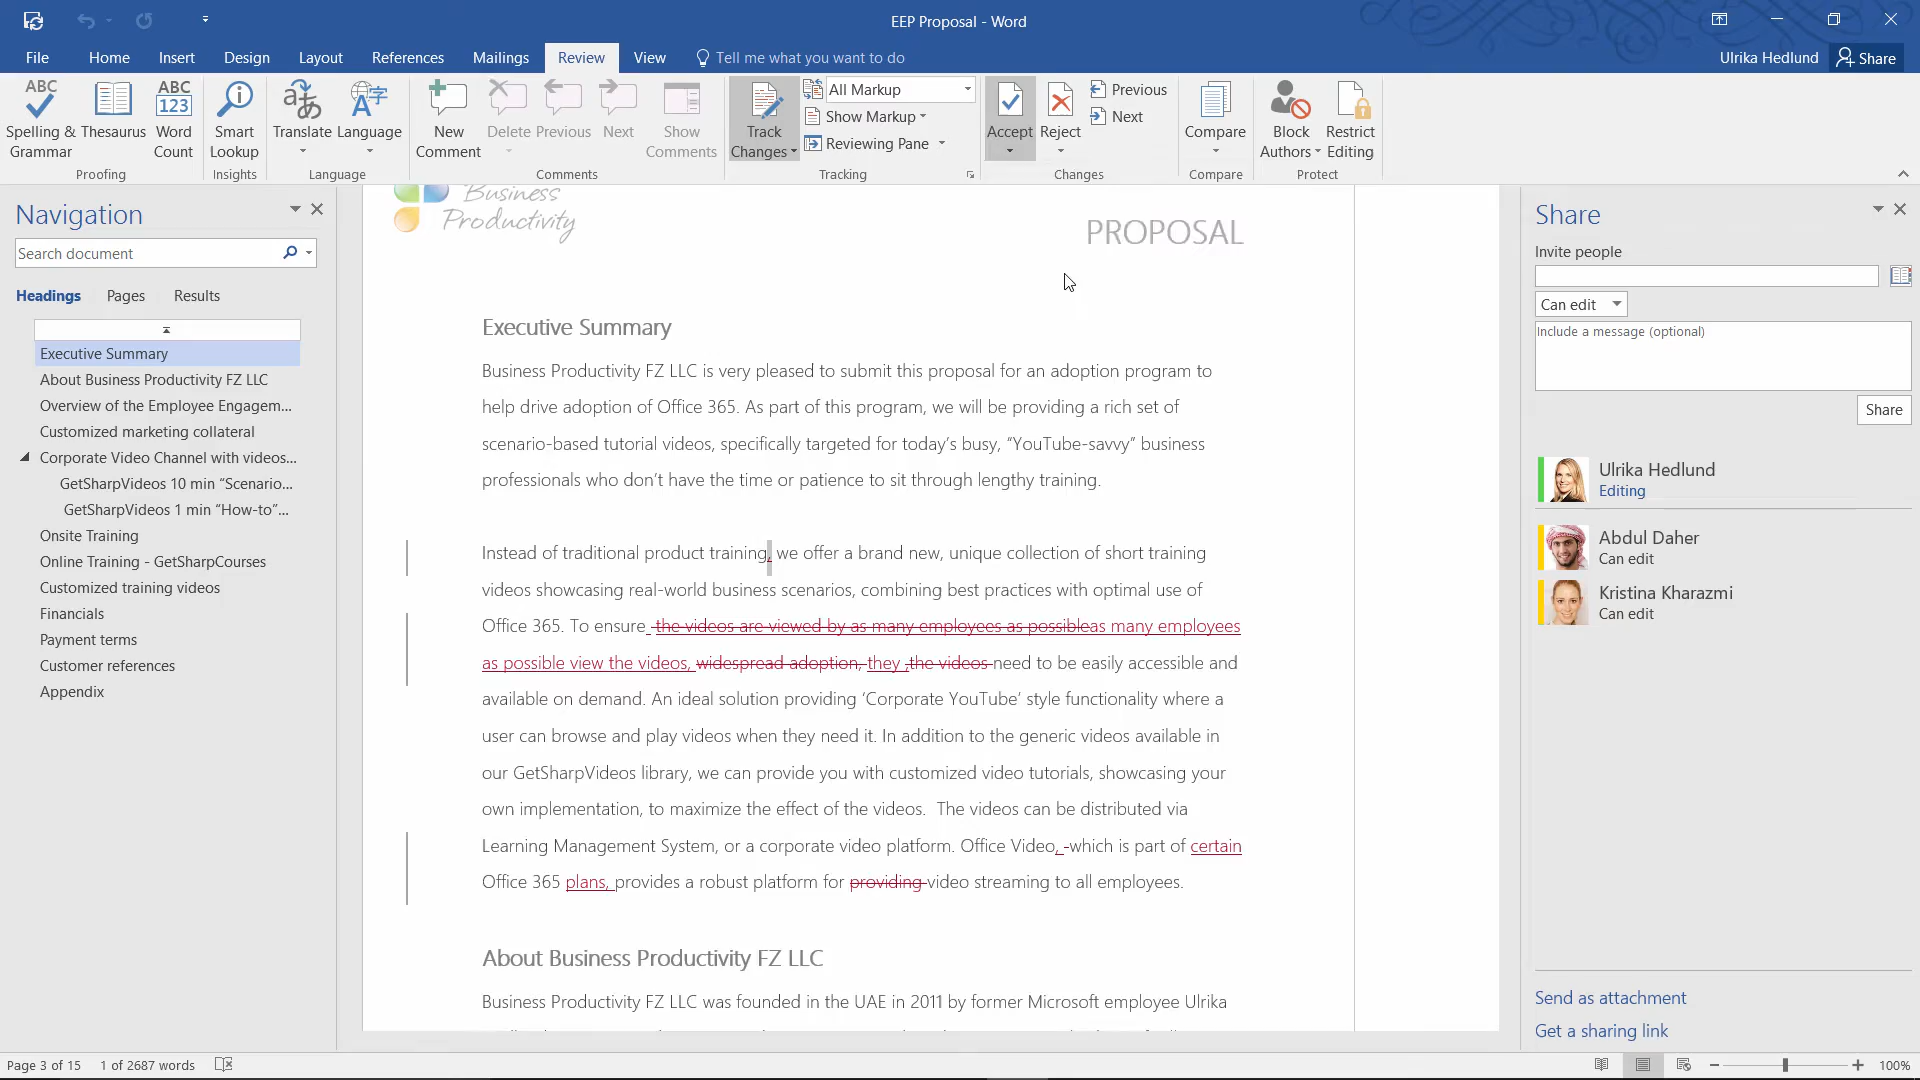 EEP Proposal - Word
File Home Insert Design Layout References Mailings Review View Tell me what you want to do
Ulrika Hedlund Share
ABC Spelling & Grammar
Thesaurus
ABC 123 Word Count
Smart Lookup
Translate
Language
New Comment
Delete
Previous
Next
Show Comments
Track Changes
All Markup
Show Markup
Reviewing Pane
Accept
Reject
Previous
Next
Compare
Block Authors
Restrict Editing
Proofing Insights Language Comments Tracking Changes Compare Protect
Navigation
Search document
Headings Pages Results
Executive Summary
About Business Productivity FZ LLC
Overview of the Employee Engagem...
Customized marketing collateral
Corporate Video Channel with videos...
GetSharpVideos 10 min “Scenario...
GetSharpVideos 1 min “How-to”...
Onsite Training
Online Training - GetSharpCourses
Customized training videos
Financials
Payment terms
Customer references
Appendix
Business
Productivity
PROPOSAL
Executive Summary
Business Productivity FZ LLC is very pleased to submit this proposal for an adoption program to
help drive adoption of Office 365. As part of this program, we will be providing a rich set of
scenario-based tutorial videos, specifically targeted for today’s busy, “YouTube-savvy” business
professionals who don’t have the time or patience to sit through lengthy training.
Instead of traditional product training, we offer a brand new, unique collection of short training
videos showcasing real-world business scenarios, combining best practices with optimal use of
Office 365. To ensure the videos are viewed by as many employees as possibleas many employees
as possible view the videos, widespread adoption, they ,the videos need to be easily accessible and
available on demand. An ideal solution providing ‘Corporate YouTube’ style functionality where a
user can browse and play videos when they need it. In addition to the generic videos available in
our GetSharpVideos library, we can provide you with customized video tutorials, showcasing your
own implementation, to maximize the effect of the videos.  The videos can be distributed via
Learning Management System, or a corporate video platform. Office Video, -which is part of certain
Office 365 plans, provides a robust platform for providing video streaming to all employees.
About Business Productivity FZ LLC
Business Productivity FZ LLC was founded in the UAE in 2011 by former Microsoft employee Ulrika
Share
Invite people
Can edit
Include a message (optional)
Share
Ulrika Hedlund
Editing
Abdul Daher
Can edit
Kristina Kharazmi
Can edit
Send as attachment
Get a sharing link
Page 3 of 15 1 of 2687 words 100%